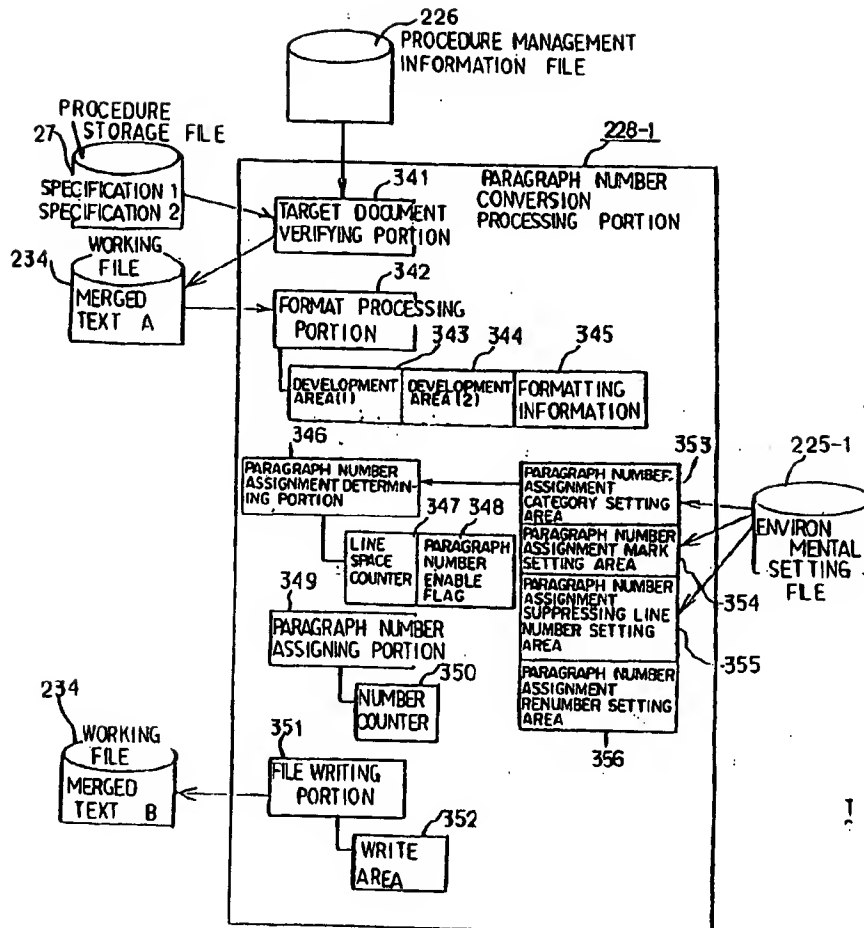 226
PROCEDURE MANAGEMENT
INFORMATION FILE
PROCEDURE
STORAGE FILE
27
SPECIFICATION 1
SPECIFICATION 2
228-1
341
PARAGRAPH NUMBER
CONVERSION
PROCESSING PORTION
TARGET DOCUMENT
VERIFYING PORTION
234
WORKING
FILE
MERGED
TEXT A
342
FORMAT PROCESSING
PORTION
343
344
345
DEVELOPMENT
AREA(1)
DEVELOPMENT
AREA(2)
FORMATTING
INFORMATION
346
PARAGRAPH NUMBER
ASSIGNMENT DETERMIN-
ING PORTION
347
348
LINE
SPACE
COUNTER
PARAGRAPH
NUMBER
ENABLE
FLAG
353
PARAGRAPH NUMBER
ASSIGNMENT
CATEGORY SETTING
AREA
PARAGRAPH NUMBER
ASSIGNMENT MARK
SETTING AREA
354
PARAGRAPH NUMBER
ASSIGNMENT
SUPPRESSING LINE
NUMBER SETTING
AREA
355
PARAGRAPH NUMBER
ASSIGNMENT
RENUMBER SETTING
AREA
356
225-1
ENVIRON
MENTAL
SETTING
FILE
349
PARAGRAPH NUMBER
ASSIGNING PORTION
350
NUMBER
COUNTER
234
WORKING
FILE
MERGED
TEXT B
351
FILE WRITING
PORTION
352
WRITE
AREA